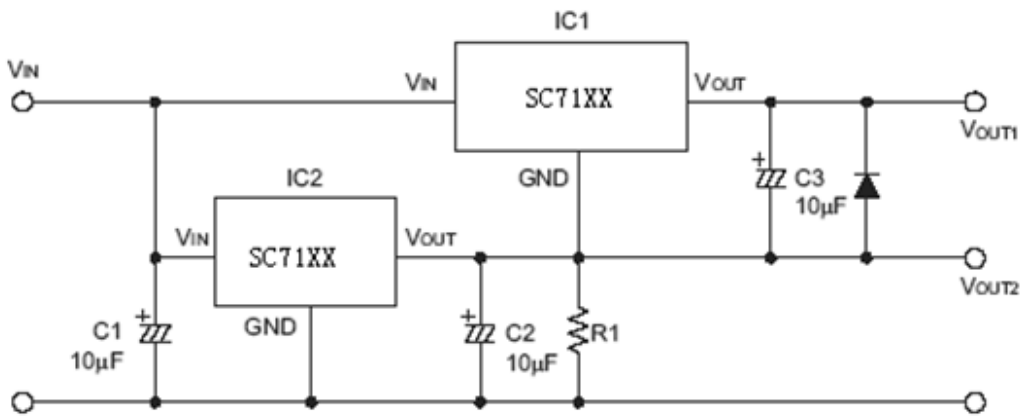 IC1
VIN
VIN
SC71XX
VOUT
VOUT1
GND
C3
10μF
+
IC2
VIN
SC71XX
VOUT
VOUT2
GND
C1
10μF
+
C2
10μF
+
R1